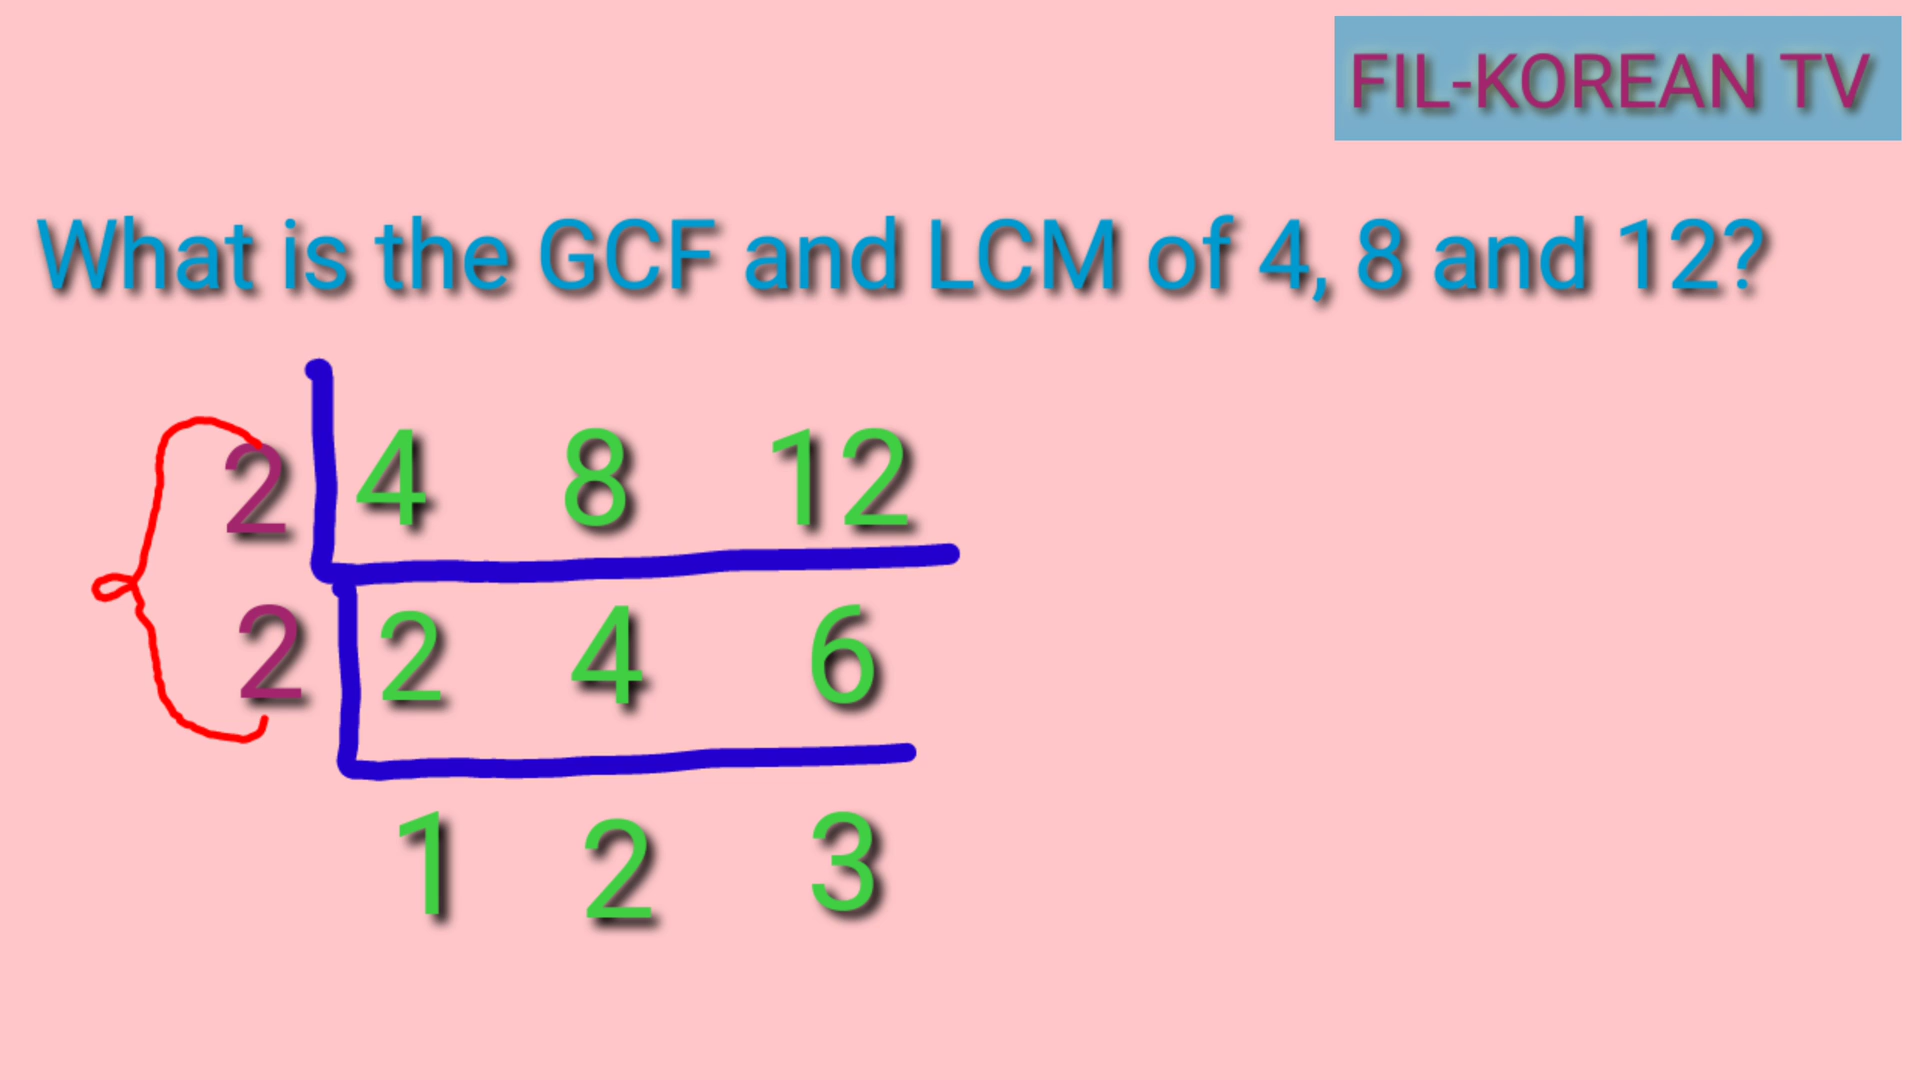 FIL-KOREAN TV
What is the GCF and LCM of 4, 8 and 12?
2 4 8 12
2 2 4 6
1 2 3